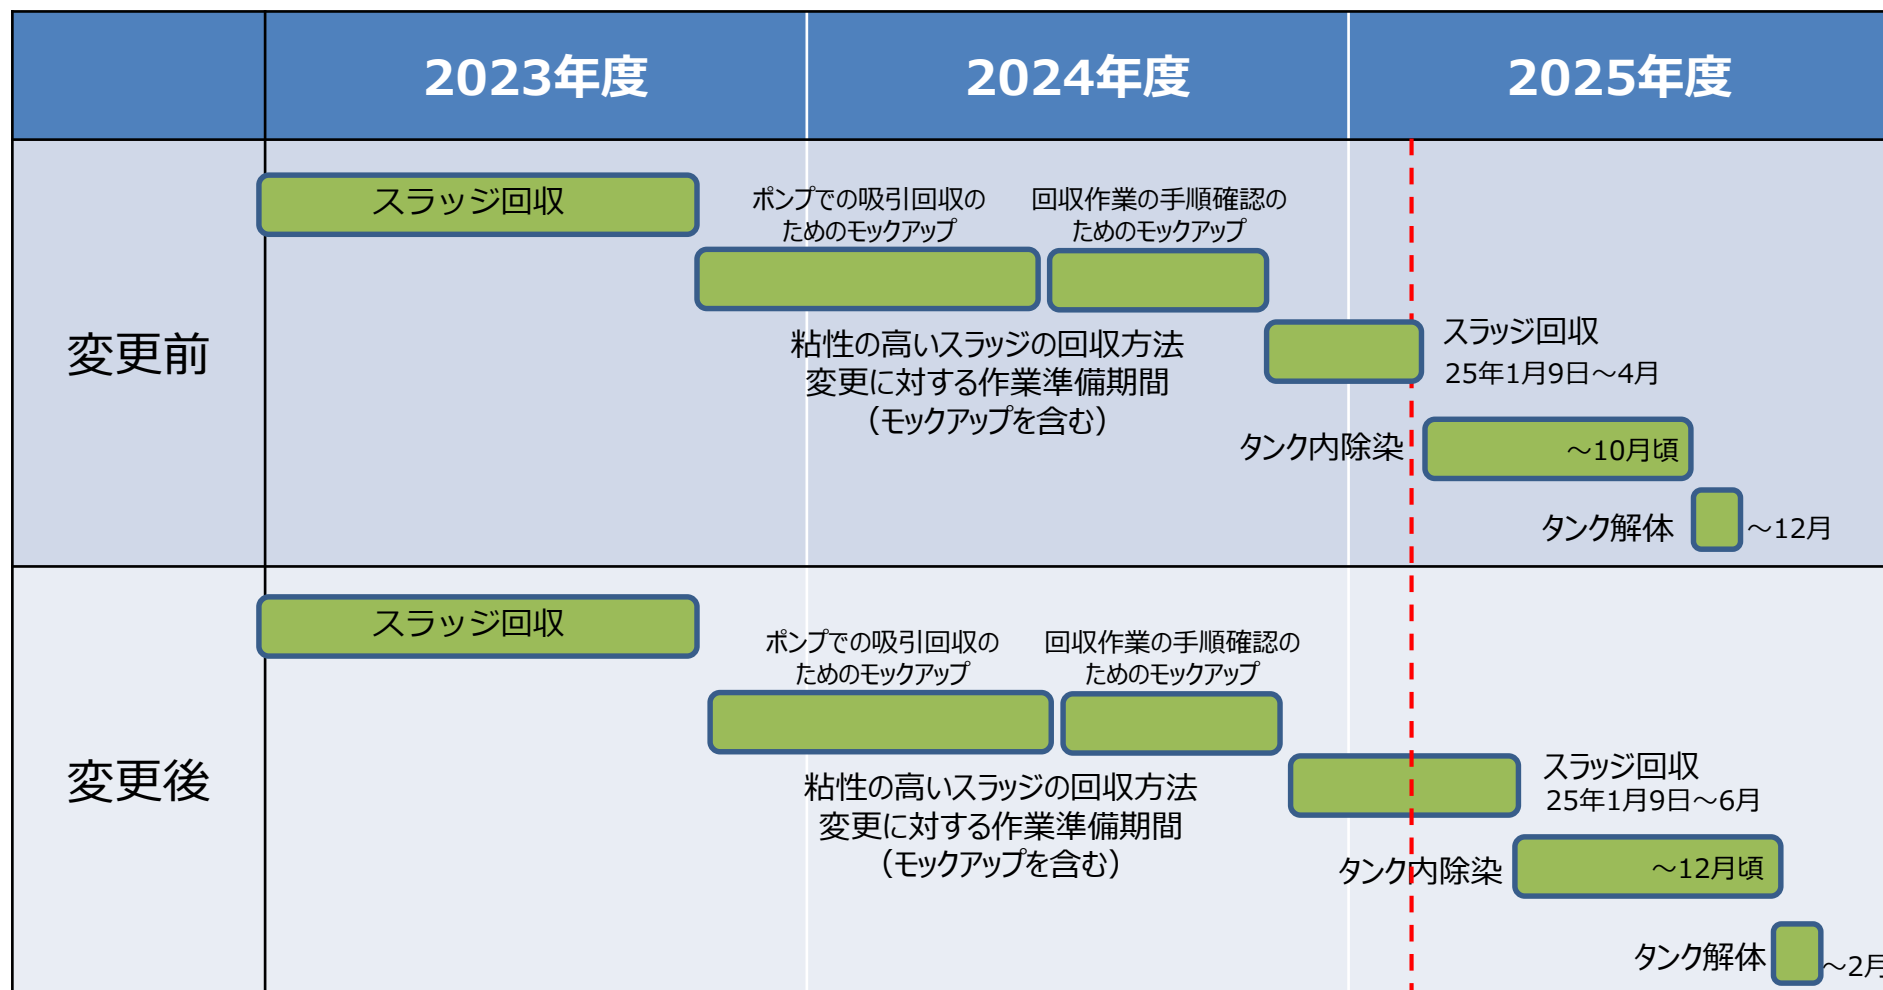 2023年度
2024年度
2025年度
変更前
スラッジ回収
ポンプでの吸引回収の
ためのモックアップ
回収作業の手順確認の
ためのモックアップ
粘性の高いスラッジの回収方法
変更に対する作業準備期間
（モックアップを含む）
スラッジ回収
25年1月9日～4月
タンク内除染
～10月頃
タンク解体
～12月
変更後
スラッジ回収
ポンプでの吸引回収の
ためのモックアップ
回収作業の手順確認の
ためのモックアップ
粘性の高いスラッジの回収方法
変更に対する作業準備期間
（モックアップを含む）
スラッジ回収
25年1月9日～6月
タンク内除染
～12月頃
タンク解体
～2月